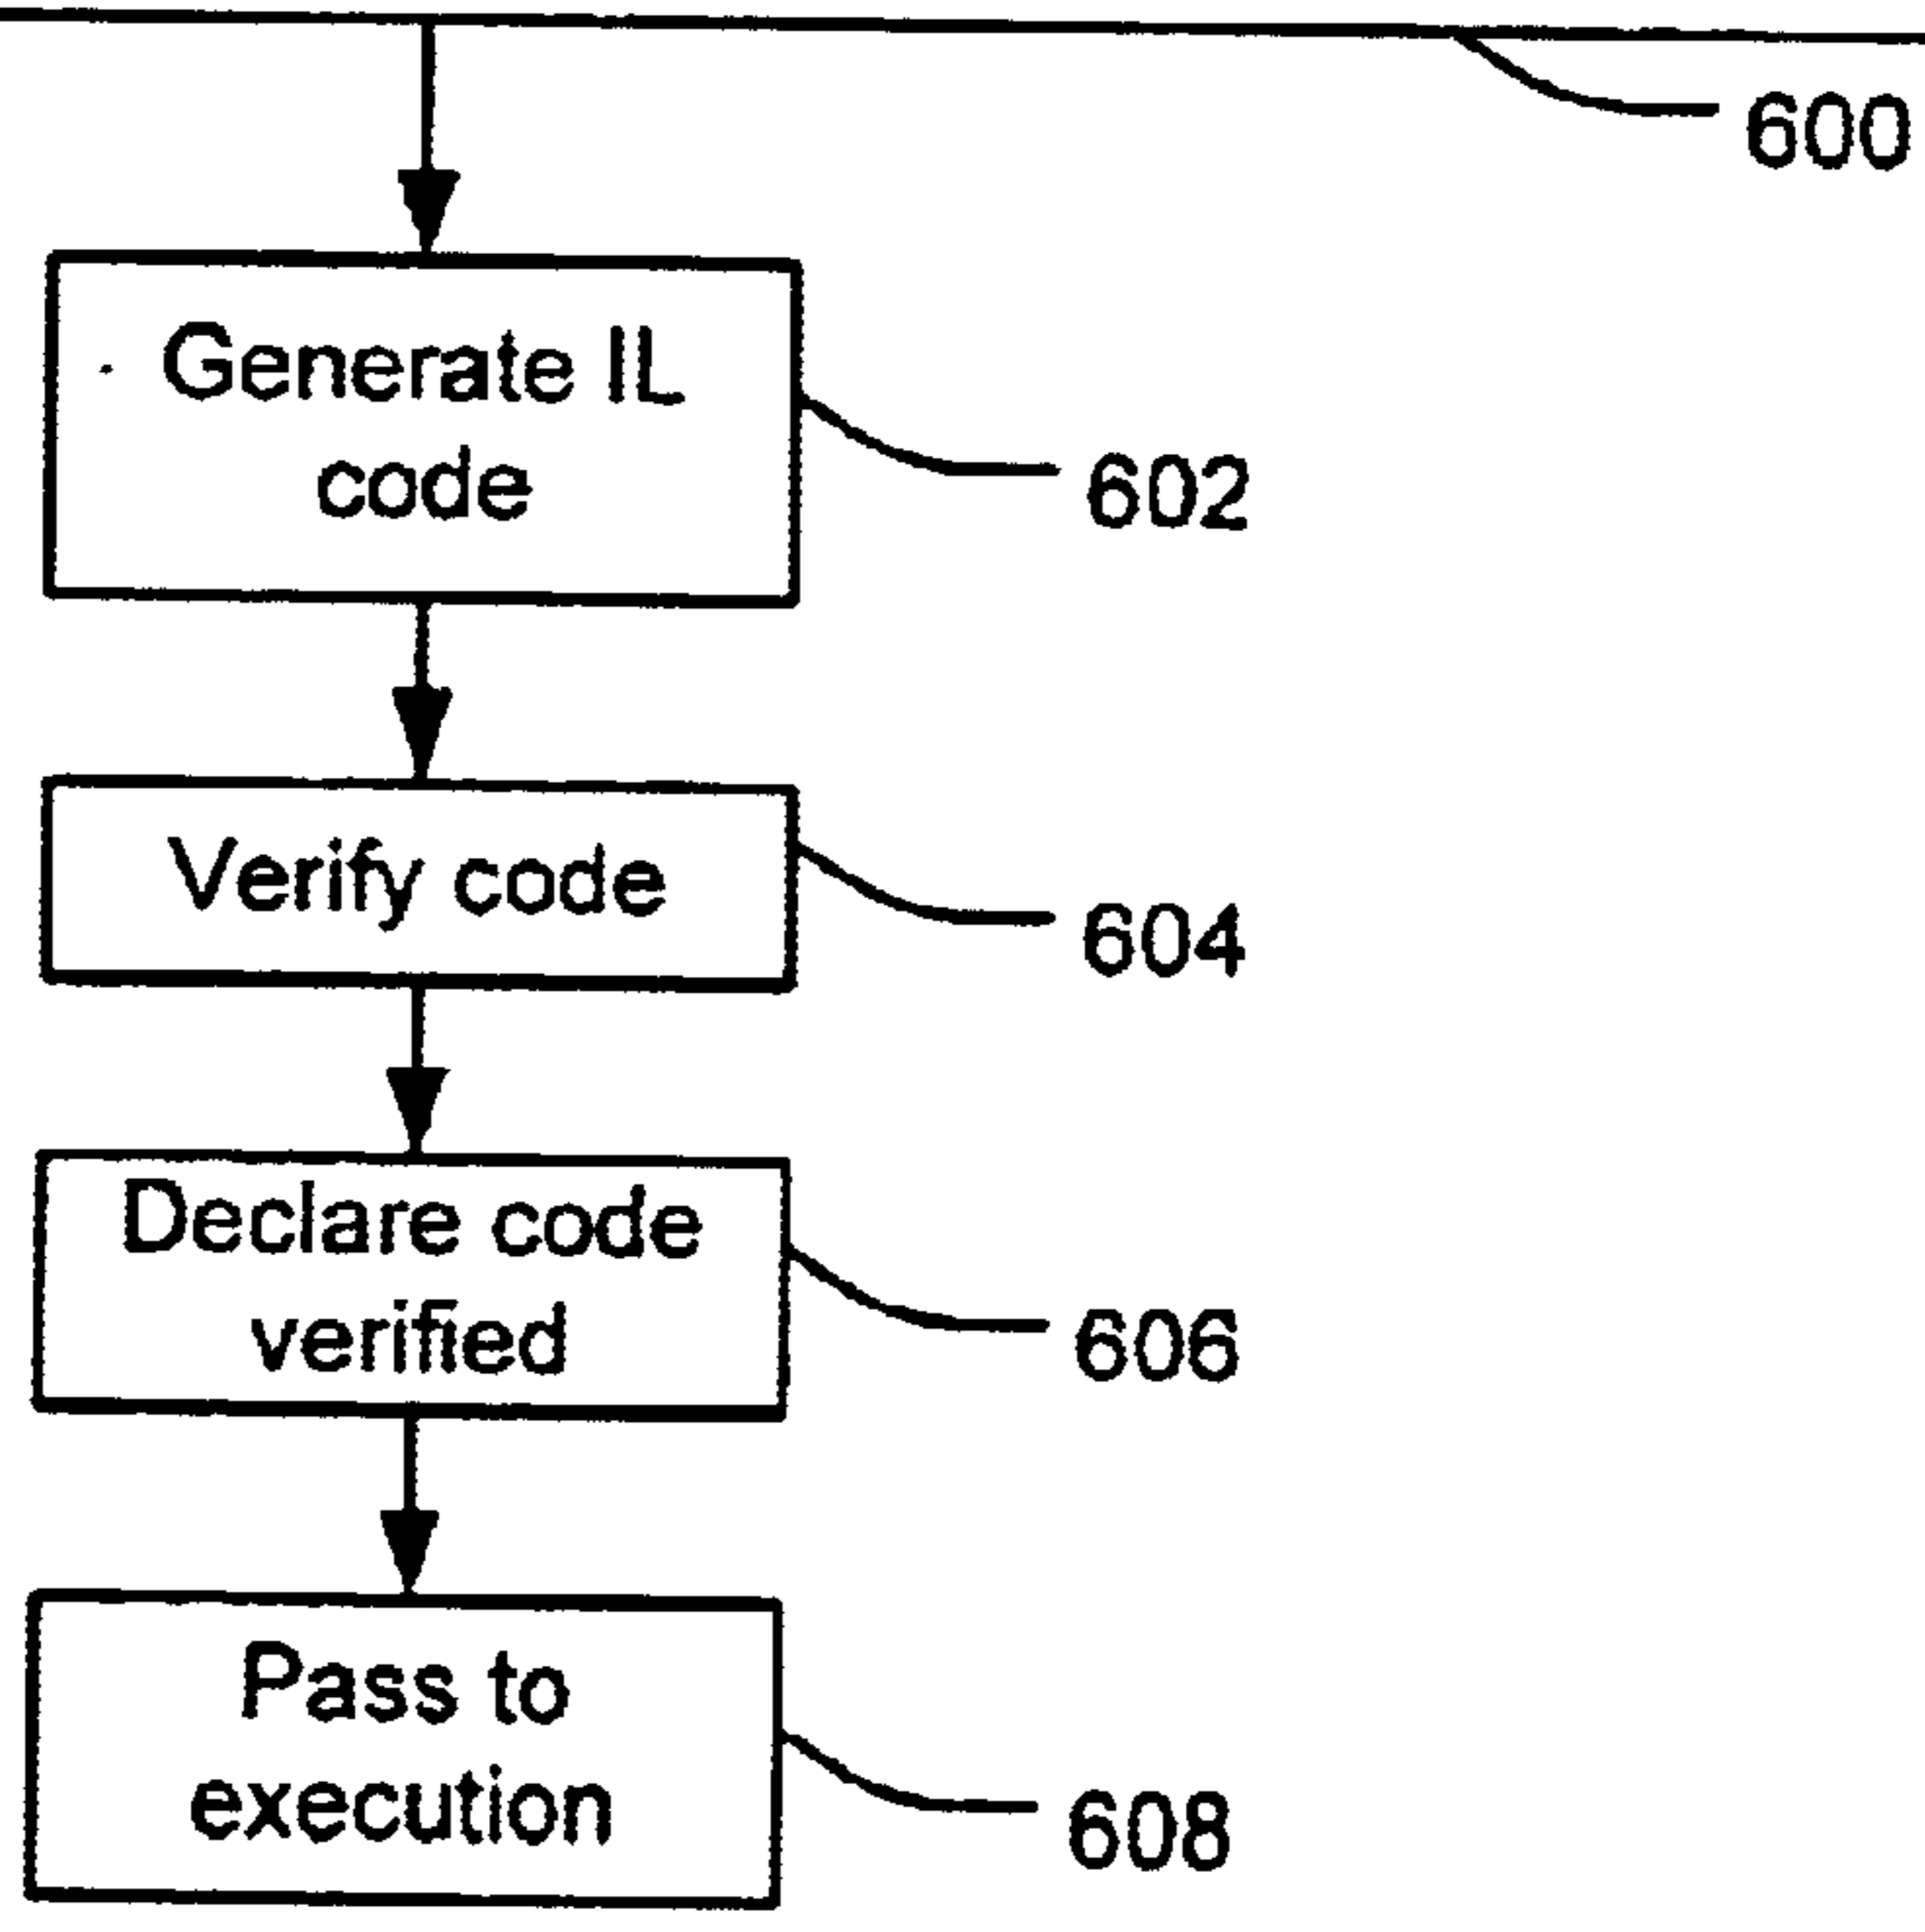 600
Generate IL
code
602
Verify code
604
Declare code
verified
606
Pass to
execution
608